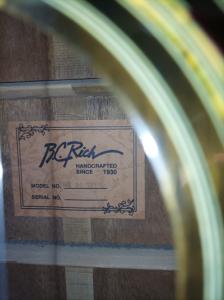 B.C. Rich
HANDCRAFTED
SINCE 1930
MODEL NO.
SERIAL NO.